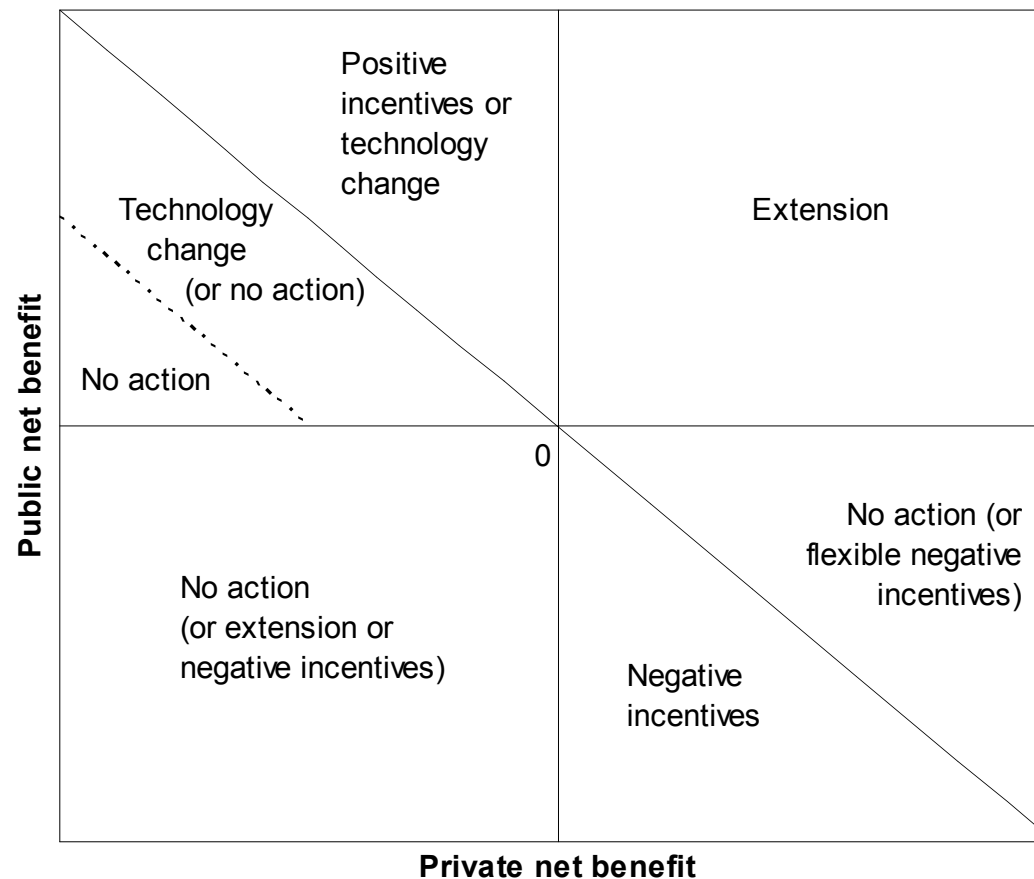 Positive
incentives or
technology
change
Extension
Technology
change
(or no action)
No action
Public net benefit
0
No action (or
flexible negative
incentives)
No action
(or extension or
negative incentives)
Negative
incentives
Private net benefit